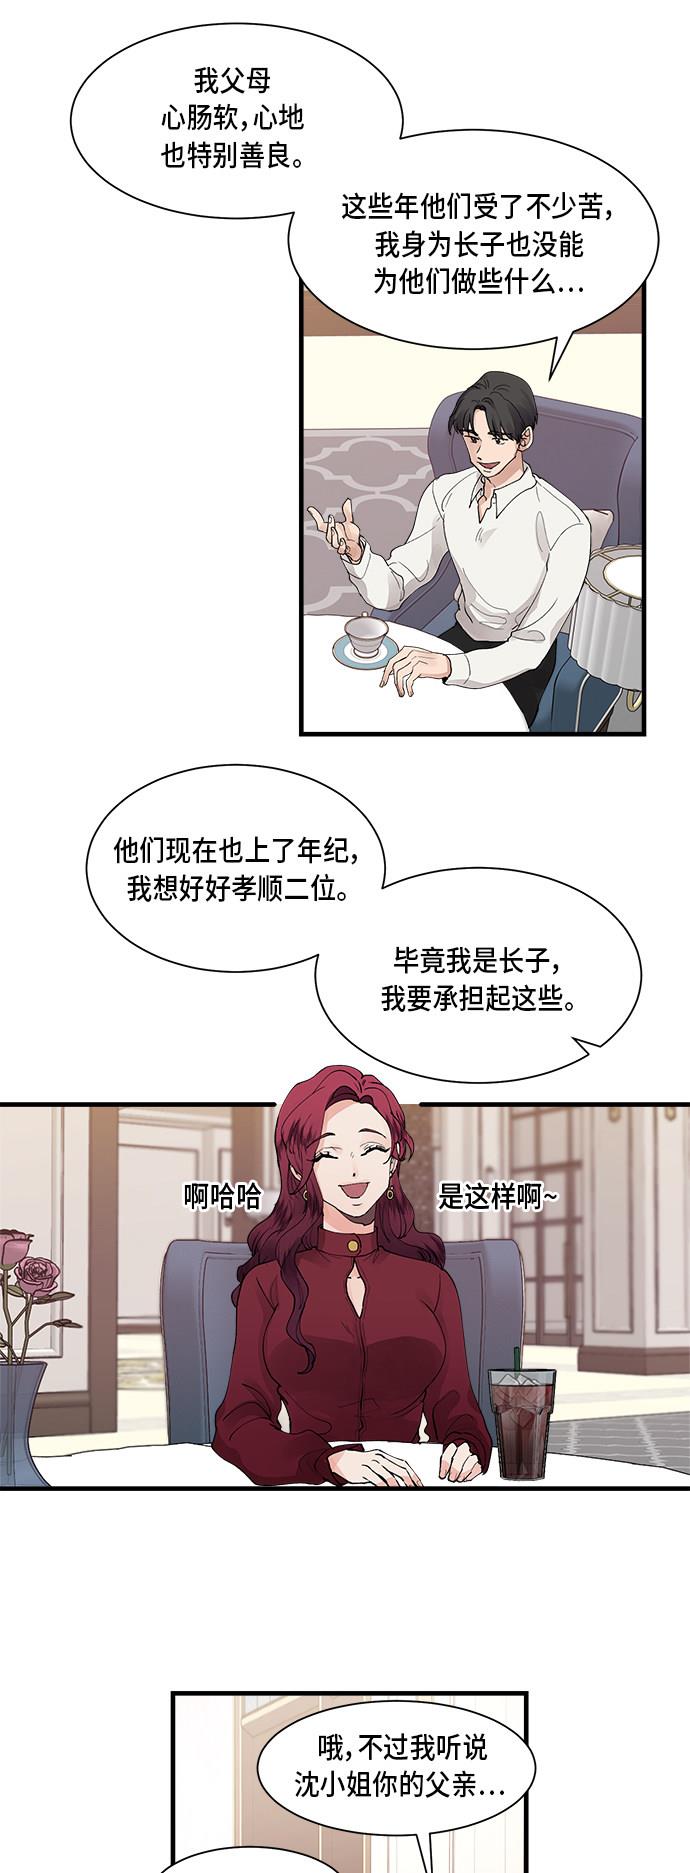 我父母
心肠软，心地
也特别善良。
这些年他们受了不少苦，
我身为长子也没能
为他们做些什么...
他们现在也上了年纪，
我想好好孝顺二位。
毕竟我是长子，
我要承担起这些。
啊哈哈
是这样啊~
哦，不过我听说
沈小姐你的父亲...